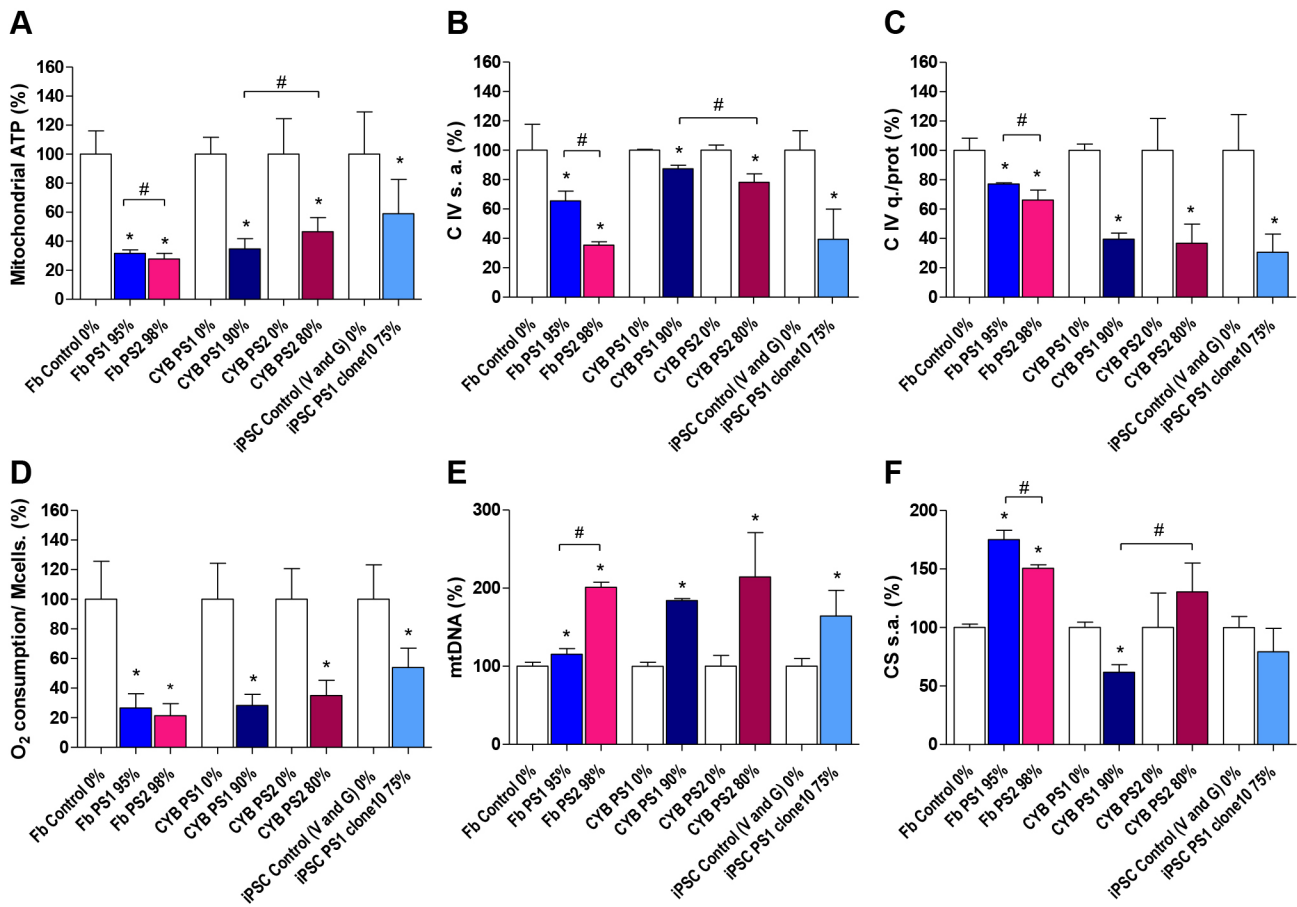 A
Mitochondrial ATP (%)
160
140
120
100
80
60
40
20
0
#
#
*
*
*
*
*
Fb Control 0%
Fb PS1 95%
Fb PS2 98%
CYB PS1 0%
CYB PS1 90%
CYB PS2 0%
CYB PS2 80%
iPSC Control (V and G) 0%
iPSC PS1 clone10 75%
B
C IV s. a. (%)
160
140
120
100
80
60
40
20
0
#
#
*
*
*
*
*
Fb Control 0%
Fb PS1 95%
Fb PS2 98%
CYB PS1 0%
CYB PS1 90%
CYB PS2 0%
CYB PS2 80%
iPSC Control (V and G) 0%
iPSC PS1 clone10 75%
C
C IV q./prot (%)
160
140
120
100
80
60
40
20
0
#
*
*
*
*
*
Fb Control 0%
Fb PS1 95%
Fb PS2 98%
CYB PS1 0%
CYB PS1 90%
CYB PS2 0%
CYB PS2 80%
iPSC Control (V and G) 0%
iPSC PS1 clone10 75%
D
O2 consumption/ Mcells. (%)
160
140
120
100
80
60
40
20
0
*
*
*
*
*
Fb Control 0%
Fb PS1 95%
Fb PS2 98%
CYB PS1 0%
CYB PS1 90%
CYB PS2 0%
CYB PS2 80%
iPSC Control (V and G) 0%
iPSC PS1 clone10 75%
E
mtDNA (%)
300
200
100
0
#
*
*
*
*
*
Fb Control 0%
Fb PS1 95%
Fb PS2 98%
CYB PS1 0%
CYB PS1 90%
CYB PS2 0%
CYB PS2 80%
iPSC Control (V and G) 0%
iPSC PS1 clone10 75%
F
CS s.a. (%)
200
150
100
50
0
#
#
*
*
*
Fb Control 0%
Fb PS1 95%
Fb PS2 98%
CYB PS1 0%
CYB PS1 90%
CYB PS2 0%
CYB PS2 80%
iPSC Control (V and G) 0%
iPSC PS1 clone10 75%